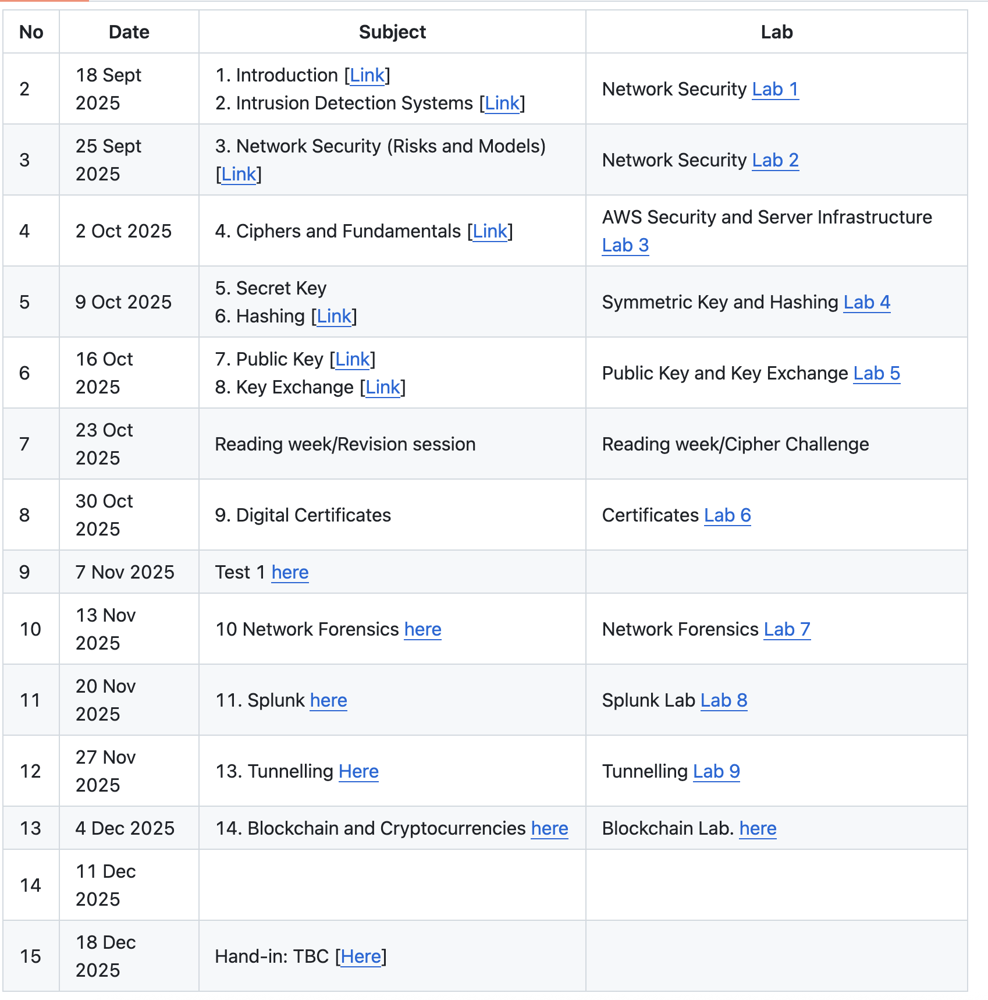 No Date Subject Lab
2 18 Sept 2025 1. Introduction [Link] Network Security Lab 1
2. Intrusion Detection Systems [Link]
3 25 Sept 2025 3. Network Security (Risks and Models) [Link] Network Security Lab 2
4 2 Oct 2025 4. Ciphers and Fundamentals [Link] AWS Security and Server Infrastructure Lab 3
5 9 Oct 2025 5. Secret Key Symmetric Key and Hashing Lab 4
6. Hashing [Link]
6 16 Oct 2025 7. Public Key [Link] Public Key and Key Exchange Lab 5
8. Key Exchange [Link]
7 23 Oct 2025 Reading week/Revision session Reading week/Cipher Challenge
8 30 Oct 2025 9. Digital Certificates Certificates Lab 6
9 7 Nov 2025 Test 1 here
10 13 Nov 2025 10 Network Forensics here Network Forensics Lab 7
11 20 Nov 2025 11. Splunk here Splunk Lab Lab 8
12 27 Nov 2025 13. Tunnelling Here Tunnelling Lab 9
13 4 Dec 2025 14. Blockchain and Cryptocurrencies here Blockchain Lab. here
14 11 Dec 2025
15 18 Dec 2025 Hand-in: TBC [Here]